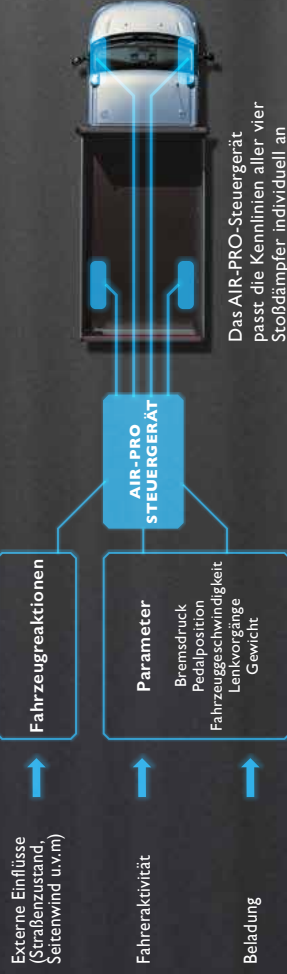 Externe Einflüsse
(Straßenzustand,
Seitenwind u.v.m)
Fahreraktivität
Beladung
Fahrzeugreaktionen
Parameter
Bremsdruck
Pedalposition
Fahrzeuggeschwindigkeit
Lenkvorgänge
Gewicht
AIR-PRO
STEUERGERÄT
Das AIR-PRO-Steuergerät
passt die Kennlinien aller vier
Stoßdämpfer individuell an